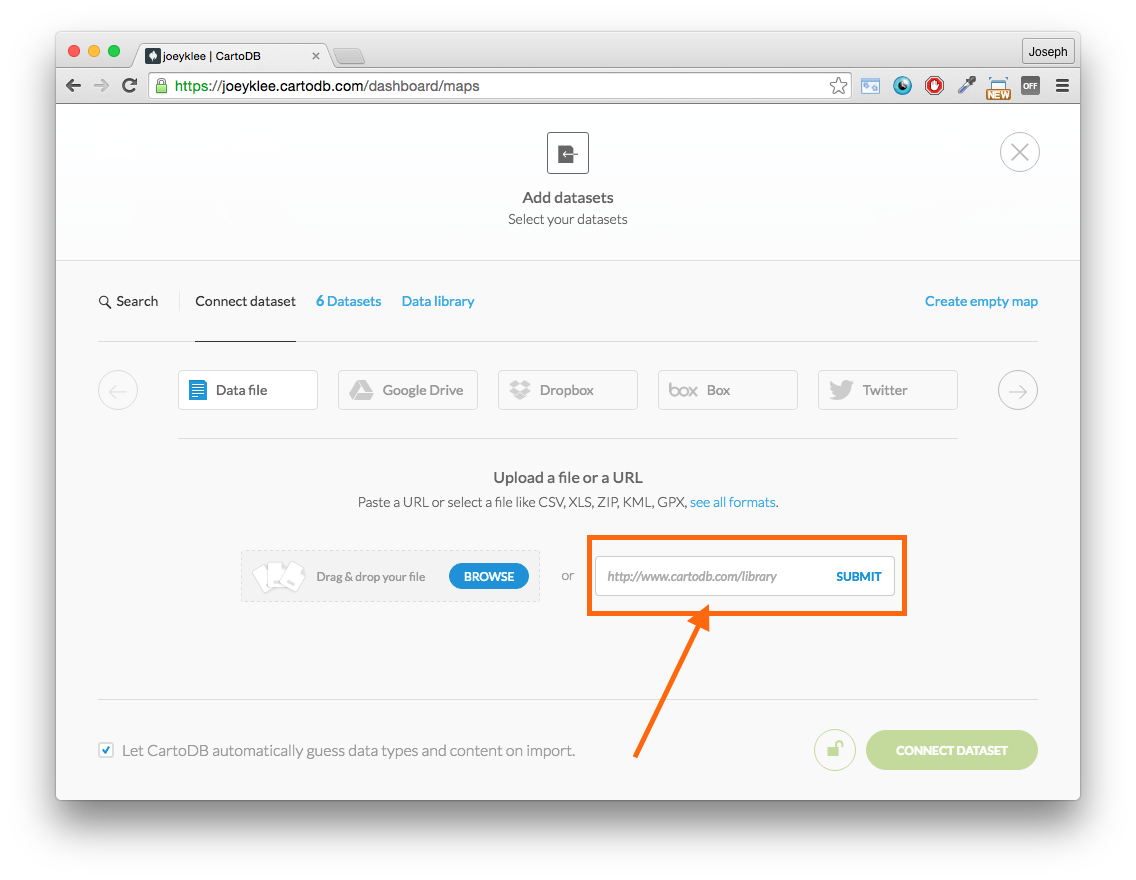 joeyklee | CartoDB
Joseph
https://joeyklee.cartodb.com/dashboard/maps
NEW
OFF
Add datasets
Select your datasets
Search Connect dataset 6 Datasets Data library Create empty map
Data file Google Drive Dropbox box Box Twitter
Upload a file or a URL
Paste a URL or select a file like CSV, XLS, ZIP, KML, GPX, see all formats.
Drag & drop your file BROWSE or http://www.cartodb.com/library SUBMIT
Let CartoDB automatically guess data types and content on import. CONNECT DATASET